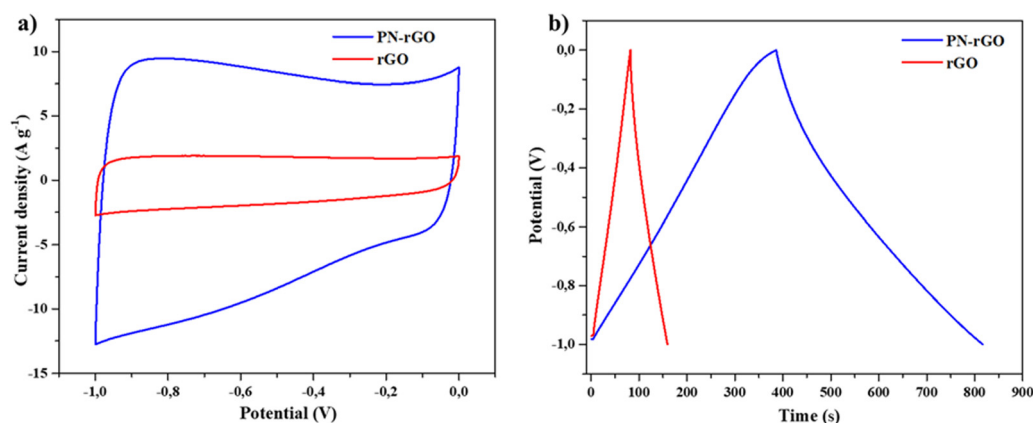 a)
PN-rGO
rGO
10
5
0
-5
-10
-15
Current density (A g⁻¹)
-1,0
-0,8
-0,6
-0,4
-0,2
0,0
Potential (V)
b)
PN-rGO
rGO
0,0
-0,2
-0,4
-0,6
-0,8
-1,0
Potential (V)
0
100
200
300
400
500
600
700
800
900
Time (s)